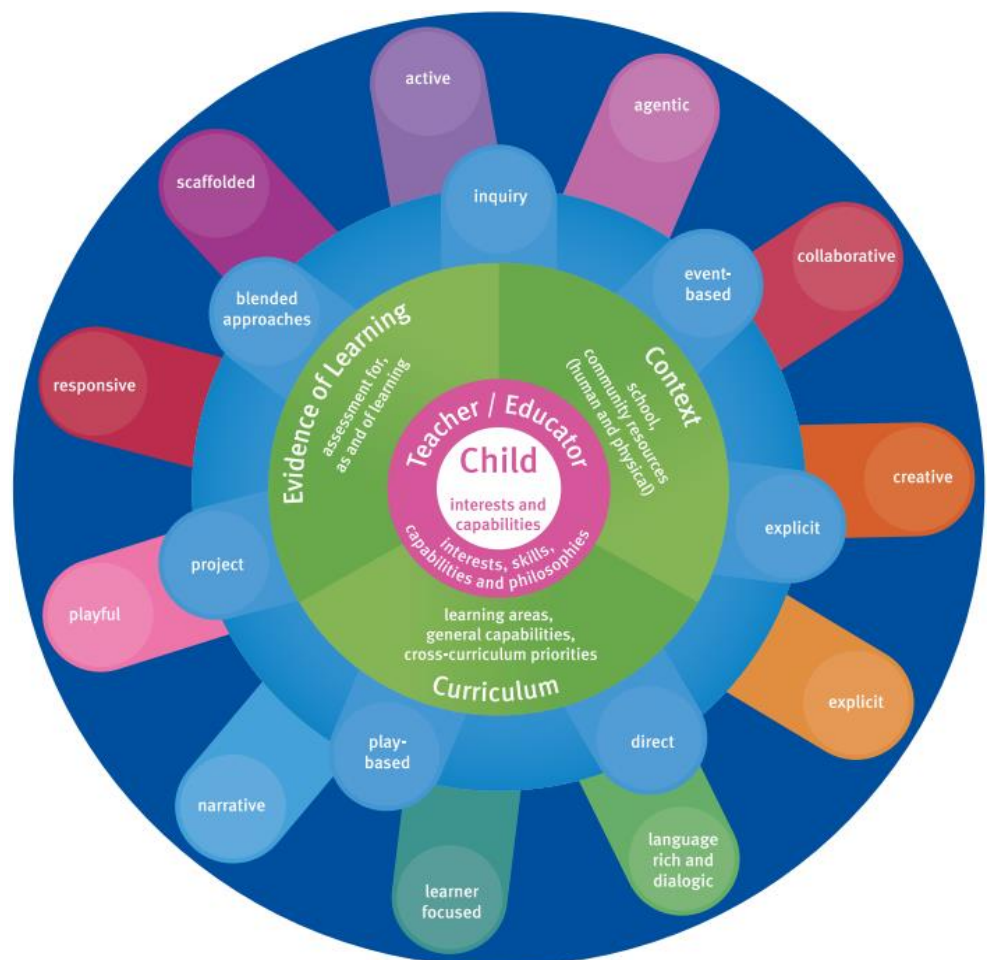 active
agentic
scaffolded
inquiry
collaborative
event-
based
blended
approaches
responsive
Evidence of Learning
assessment for,
as and of learning
Context
school,
community resources
(human and physical)
Teacher / Educator
Child
interests and
capabilities
interests, skills,
capabilities and philosophies
creative
explicit
project
playful
learning areas,
general capabilities,
cross-curriculum priorities
Curriculum
explicit
play-
based
direct
narrative
language
rich and
dialogic
learner
focused